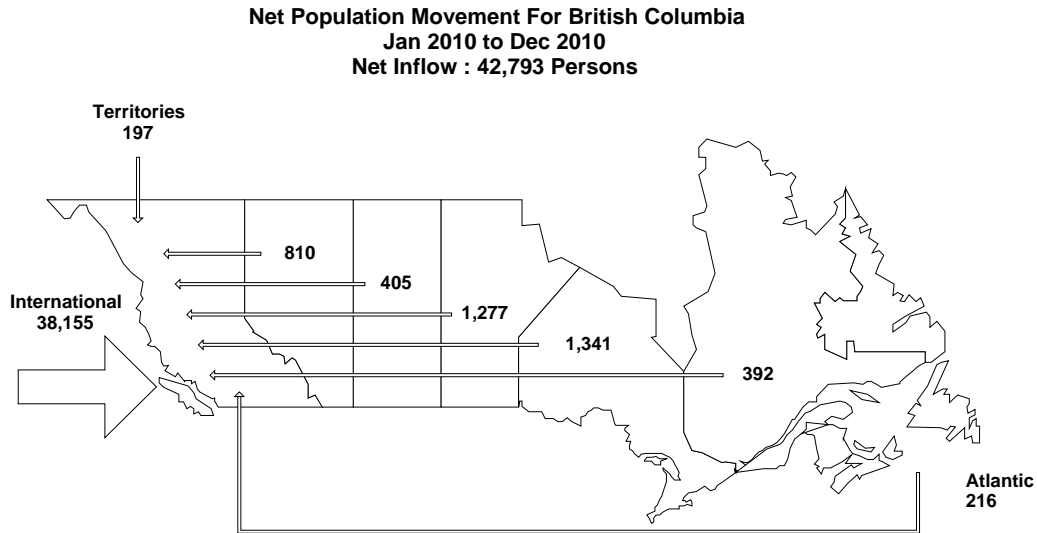 Net Population Movement For British Columbia
Jan 2010 to Dec 2010
Net Inflow : 42,793 Persons
Territories
197
810
405
International
38,155
1,277
1,341
392
Atlantic
216